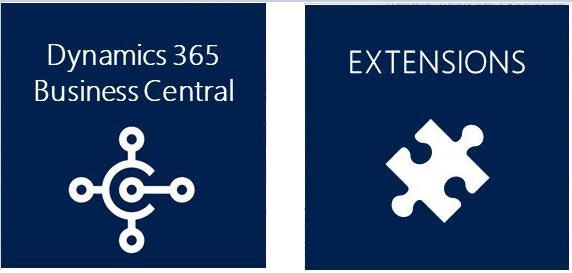 Dynamics 365
Business Central
EXTENSIONS